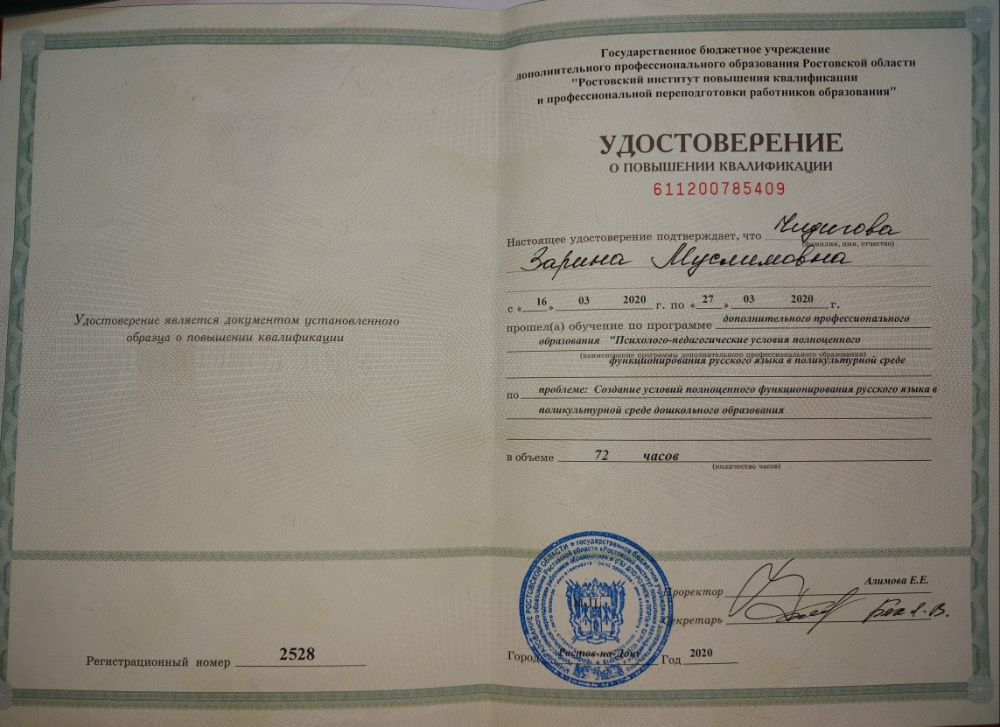 Удостоверение является документом установленного
образца о повышении квалификации
Регистрационный номер 2528
Государственное бюджетное учреждение
дополнительного профессионального образования Ростовской области
"Ростовский институт повышения квалификации
и профессиональной переподготовки работников образования"
УДОСТОВЕРЕНИЕ
О ПОВЫШЕНИИ КВАЛИФИКАЦИИ
611200785409
Настоящее удостоверение подтверждает, что Чидигова
(фамилия, имя, отчество)
Зарина Муслимовна
с « 16 » 03 2020 г. по « 27 » 03 2020 г.
прошел(а) обучение по программе дополнительного профессионального
образования "Психолого-педагогические условия полноценного
(наименование программы дополнительного профессионального образования)
функционирования русского языка в поликультурной среде
по проблеме: Создание условий полноценного функционирования русского языка в
поликультурной среде дошкольного образования
в объеме 72 часов
(количество часов)
М.П.
Проректор Алимова Е.Е.
Секретарь
Город Ростов-на-Дону Год 2020